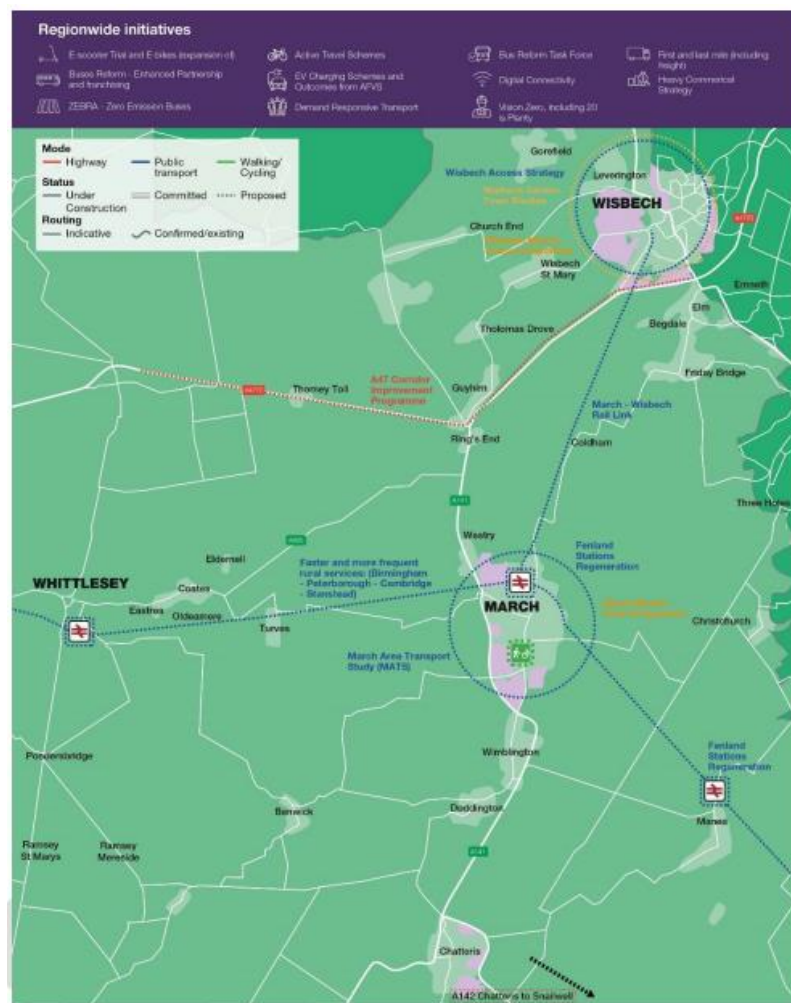 Regionwide initiatives
E-scooter Trial and E-bikes (expansion of)
Buses Reform - Enhanced Partnership
and franchising
ZEBRA - Zero Emission Buses
Active Travel Schemes
EV Charging Schemes and
Outcomes from AFVS
Demand Responsive Transport
Bus Reform Task Force
Digital Connectivity
Vision Zero, including 20
is Plenty
First and last mile (including
freight)
Heavy Commercial
Strategy
Mode
Highway
Public
transport
Walking/
Cycling
Status
Under
Construction
Committed
Proposed
Routing
Indicative
Confirmed/existing
Gorefield
Wisbech Access Strategy
Leverington
WISBECH
Church End
Wisbech
St Mary
Emneth
Elm
Begdale
Tholomas Drove
Friday Bridge
Thorney Toll
A47 Corridor
Improvement
Programme
Guyhirn
March - Wisbech
Rail Link
Ring's End
Coldham
A141
Three Holes
Westry
Fenland
Stations
Regeneration
Eldernell
A605
WHITTLESEY
Coates
Faster and more frequent
rural services: (Birmingham
- Peterborough - Cambridge
- Stanstead)
MARCH
Eastrea
Oldeamere
Turves
Christchurch
March Area Transport
Study (MATS)
Wimblington
Fenland
Stations
Regeneration
Pondersbridge
Benwick
Doddington
Manea
Ramsey
St Marys
Ramsey
Mereside
A141
Chatteris
A142 Chatteris to Snailwell